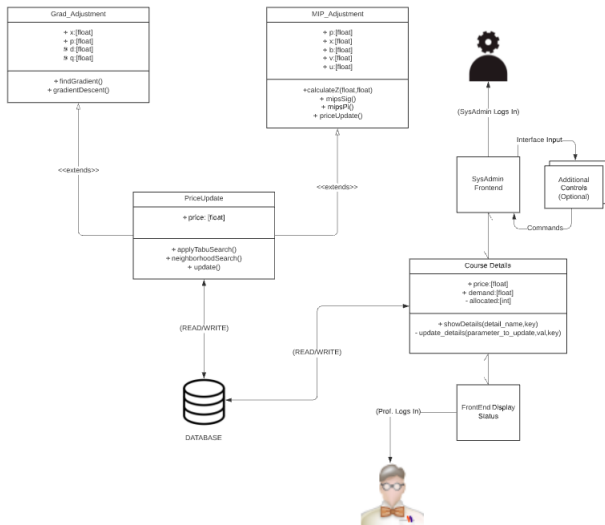 Grad_Adjustment
+ x:[float]
+ p:[float]
# d:[float]
# q:[float]
+ findGradient()
+ gradientDescent()
MIP_Adjustment
+ p:[float]
+ x:[float]
+ b:[float]
+ v:[float]
+ u:[float]
+calculateZ(float,float)
+ mipsSig()
+ mipsPi()
+ priceUpdate()
(SysAdmin Logs In)
Interface Input
SysAdmin
Frontend
Additional
Controls
(Optional)
Commands
<<extends>>
<<extends>>
PriceUpdate
+ price: [float]
+ applyTabuSearch()
+ neighborhoodSearch()
+ update()
Course Details
+ price:[float]
+ demand:[float]
- allocated:[int]
+ showDetails(detail_name,key)
- update_details(parameter_to_update,val,key)
(READ/WRITE)
(READ/WRITE)
DATABASE
FrontEnd Display
Status
(Prof. Logs In)